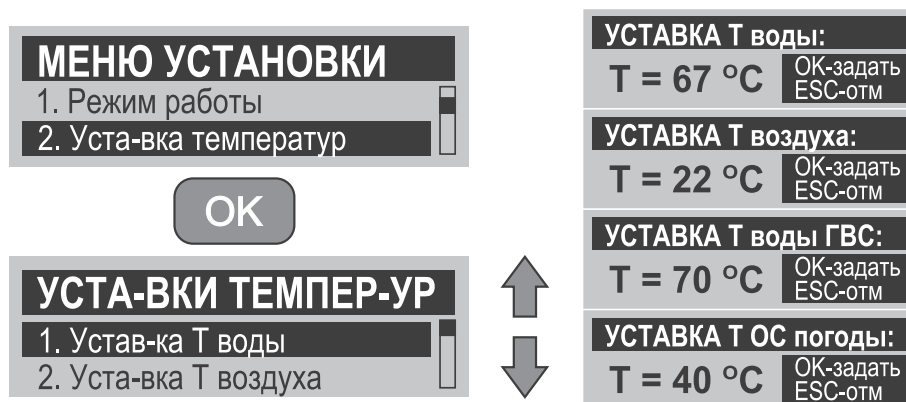 МЕНЮ УСТАНОВКИ
1. Режим работы
2. Уста-вка температур
OK
УСТА-ВКИ ТЕМПЕР-УР
1. Устав-ка Т воды
2. Уста-вка Т воздуха
УСТАВКА Т воды:
T = 67 °C
OK-задать
ESC-отм
УСТАВКА Т воздуха:
T = 22 °C
OK-задать
ESC-отм
УСТАВКА Т воды ГВС:
T = 70 °C
OK-задать
ESC-отм
УСТАВКА Т ОС погоды:
T = 40 °C
OK-задать
ESC-отм